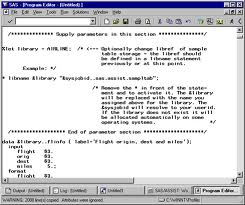 SAS - [Program Editor - (Untitled)]
File Edit View Tools Run Solutions Window Help
/************** Supply parameters in this section **************/
%let library = AIRLINE; /* <--- Optionally change libref of sample
table storage - the libref should
be defined in a libname statement
previously or at this point.
Example: */
* libname &library "&sysjobid..sas.assist.sampltab";
/* Remove the * in front of the state-
ment and to activate it. The &library
will be replaced with the name you
assigned above for the library. The
&sysjobid will resolve to your userid.
If the library does not exist it will
be allocated automatically on some
operating systems. */
/************** End of parameter section **************/
data &library..flinfo ( label='Flight origin, dest and miles');
input
flight $3.
orig $3.
dest $3.
miles 5.;
format
flight $3.
Output - (Untitled)
Log - (Untitled)
SAS/ASSIST: W...
Program Editor...
WARNING: 2088 line(s) copied. Attributes were ignored.
C:\WINNT\Profiles\